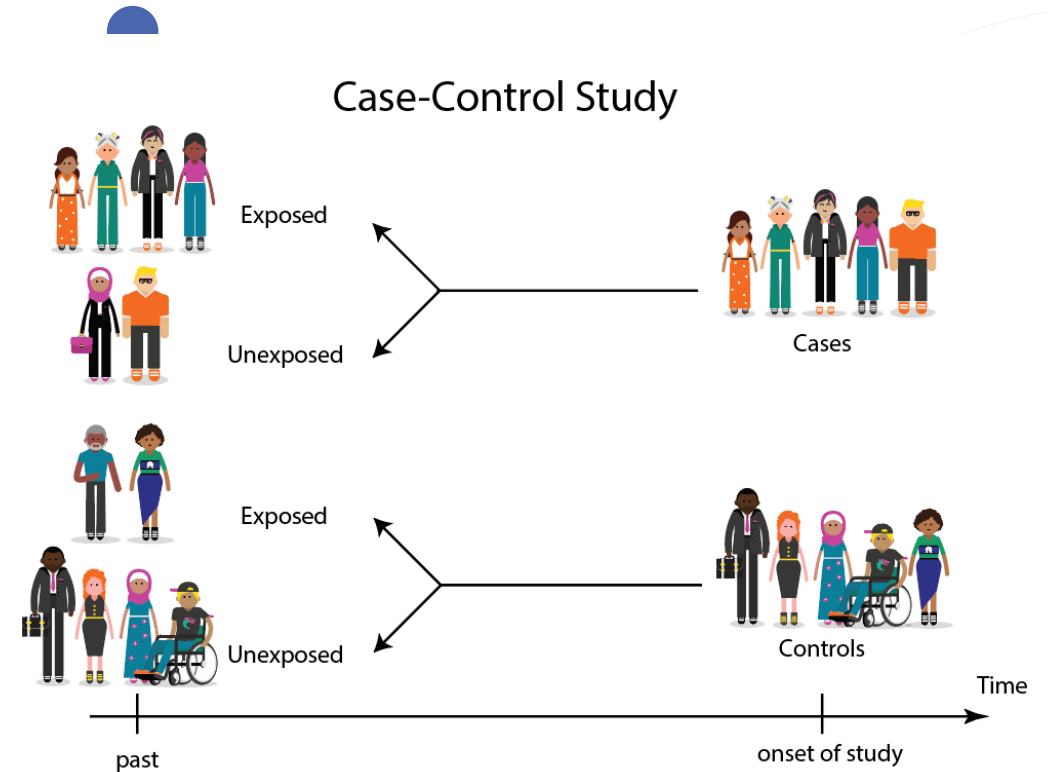 Case-Control Study
Exposed
Unexposed
Cases
Exposed
Unexposed
Controls
Time
past
onset of study